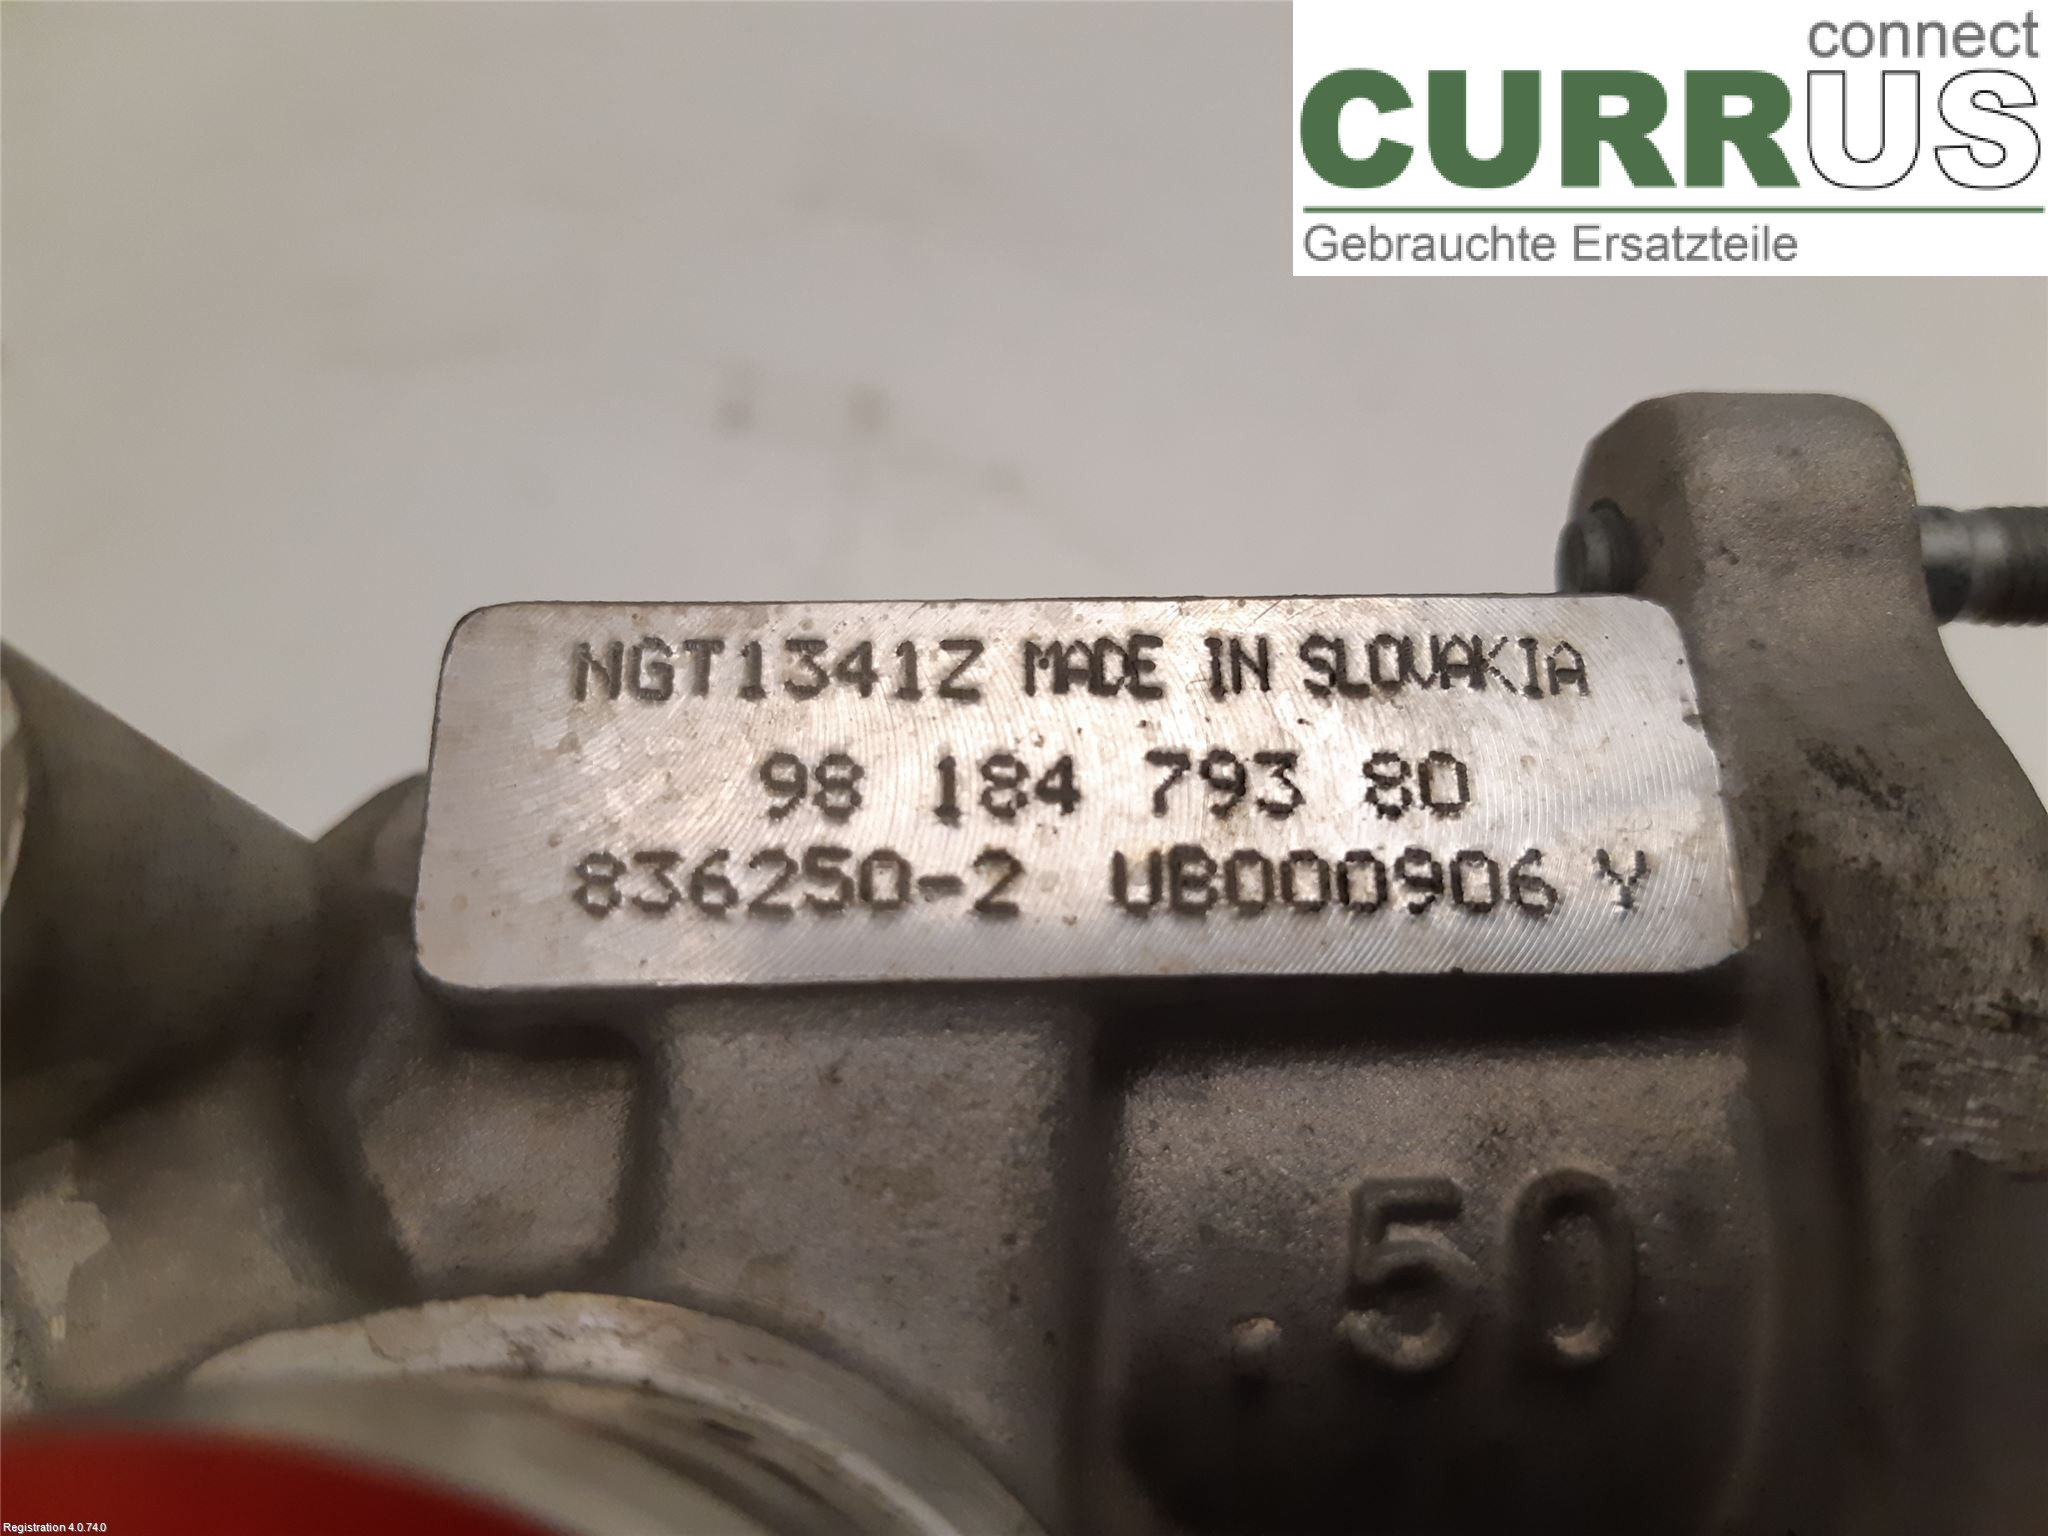 connect
CURRUS
Gebrauchte Ersatzteile
NGT1341Z MADE IN SLOVAKIA
98 184 793 80
836250-2 UB000906 Y
.50
Registration 4.0.74.0